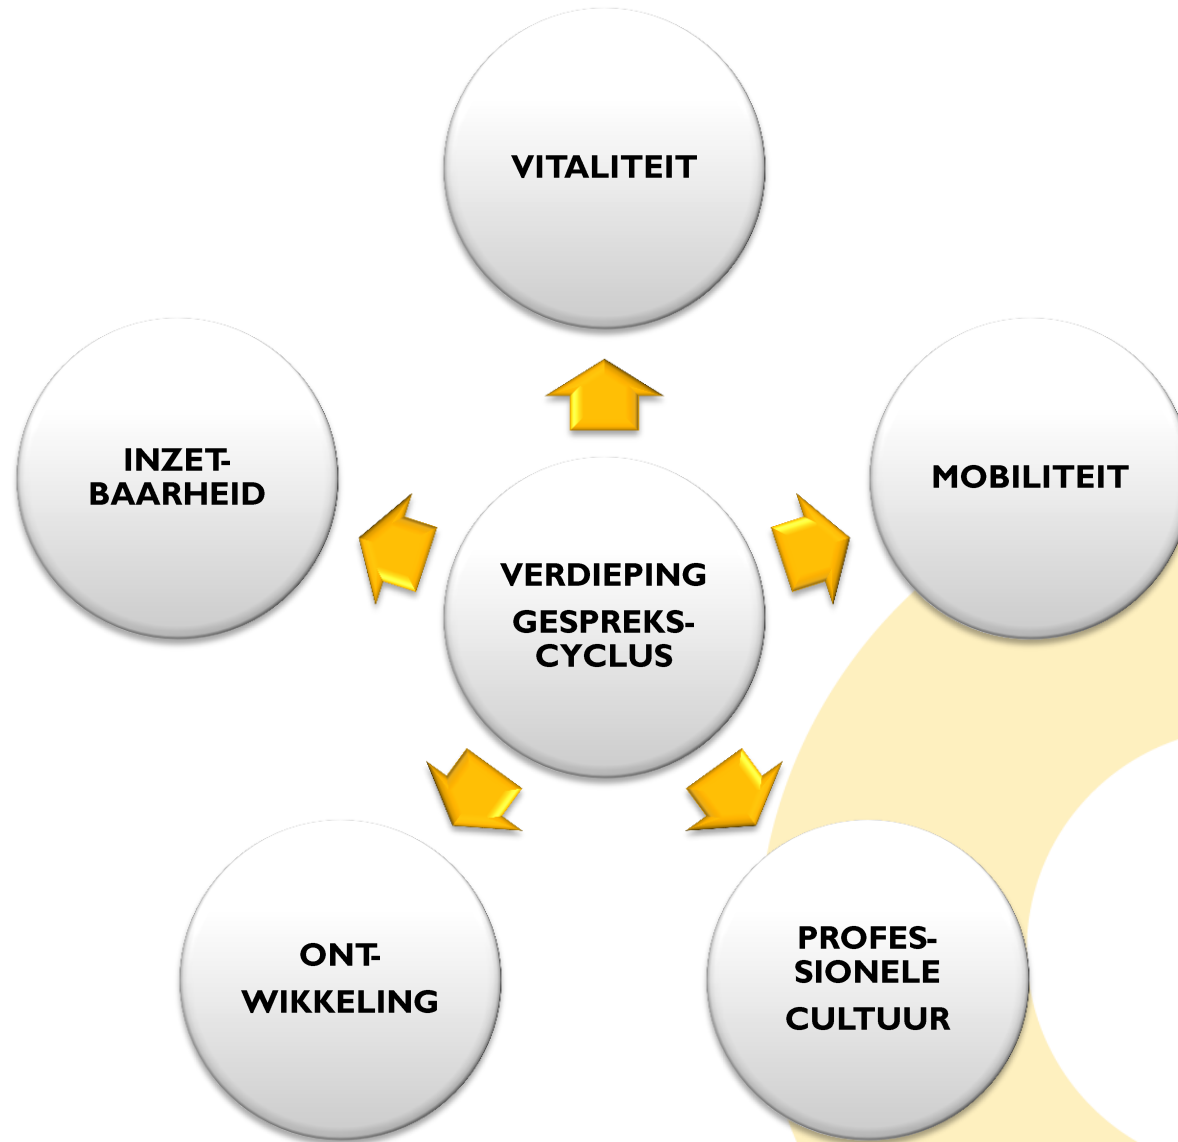 VITALITEIT
INZET-
BAARHEID
MOBILITEIT
VERDIEPING
GESPREKS-
CYCLUS
ONT-
WIKKELING
PROFES-
SIONELE
CULTUUR